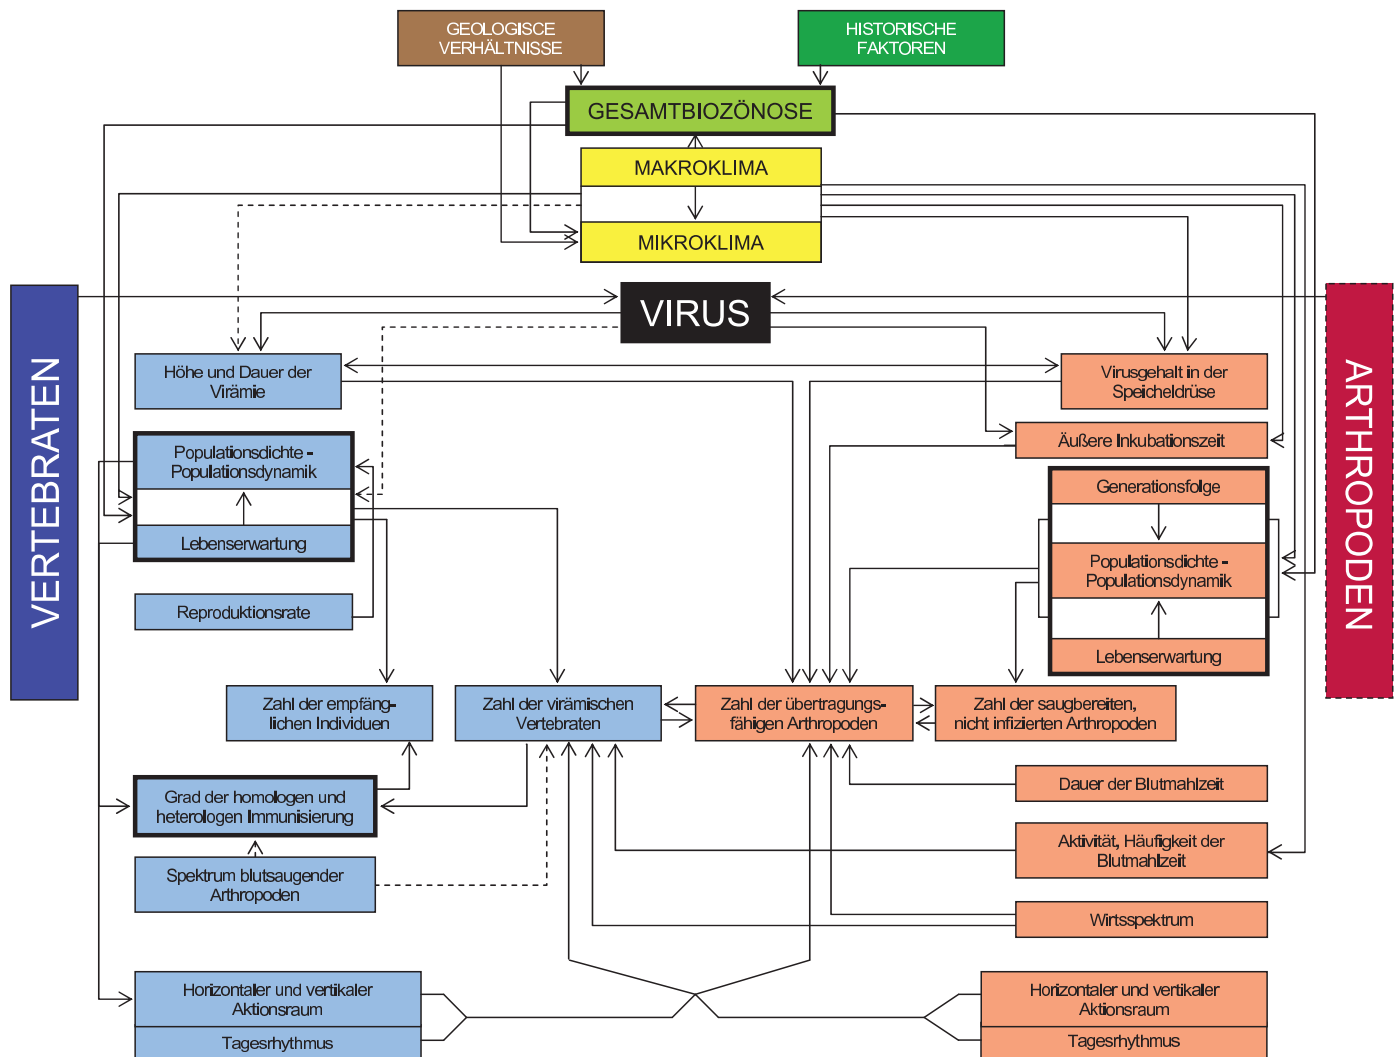 GEOLOGISCE
VERHÄLTNISSE
HISTORISCHE
FAKTOREN
GESAMTBIOZÖNOSE
MAKROKLIMA
MIKROKLIMA
VIRUS
VERTEBRATEN
ARTHROPODEN
Höhe und Dauer der
Virämie
Virusgehalt in der
Speicheldrüse
Äußere Inkubationszeit
Populationsdichte -
Populationsdynamik
Lebenserwartung
Generationsfolge
Populationsdichte -
Populationsdynamik
Lebenserwartung
Reproduktionsrate
Zahl der empfäng-
lichen Individuen
Zahl der virämischen
Vertebraten
Zahl der übertragungs-
fähigen Arthropoden
Zahl der saugbereiten,
nicht infizierten Arthropoden
Grad der homologen und
heterologen Immunisierung
Dauer der Blutmahlzeit
Aktivität, Häufigkeit der
Blutmahlzeit
Spektrum blutsaugender
Arthropoden
Wirtsspektrum
Horizontaler und vertikaler
Aktionsraum
Tagesrhythmus
Horizontaler und vertikaler
Aktionsraum
Tagesrhythmus